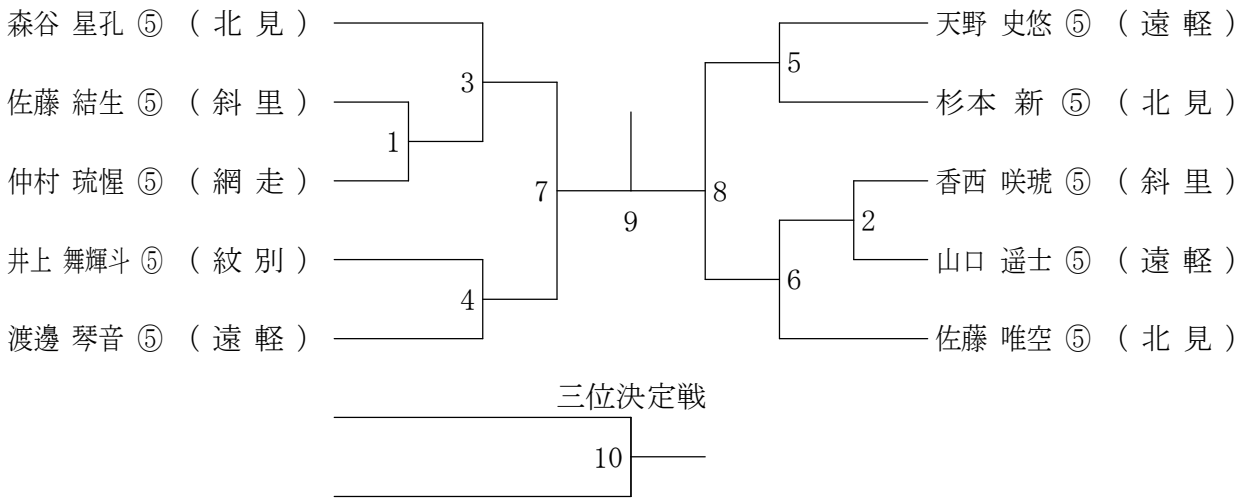 森谷 星孔 ⑤ （ 北 見 ）
佐藤 結生 ⑤ （ 斜 里 ）
仲村 琉惺 ⑤ （ 網 走 ）
井上 舞輝斗 ⑤ （ 紋 別 ）
渡邊 琴音 ⑤ （ 遠 軽 ）
3
1
4
7
9
8
5
2
6
天野 史悠 ⑤ （ 遠 軽 ）
杉本 新 ⑤ （ 北 見 ）
香西 咲琥 ⑤ （ 斜 里 ）
山口 遥士 ⑤ （ 遠 軽 ）
佐藤 唯空 ⑤ （ 北 見 ）
三位決定戦
10